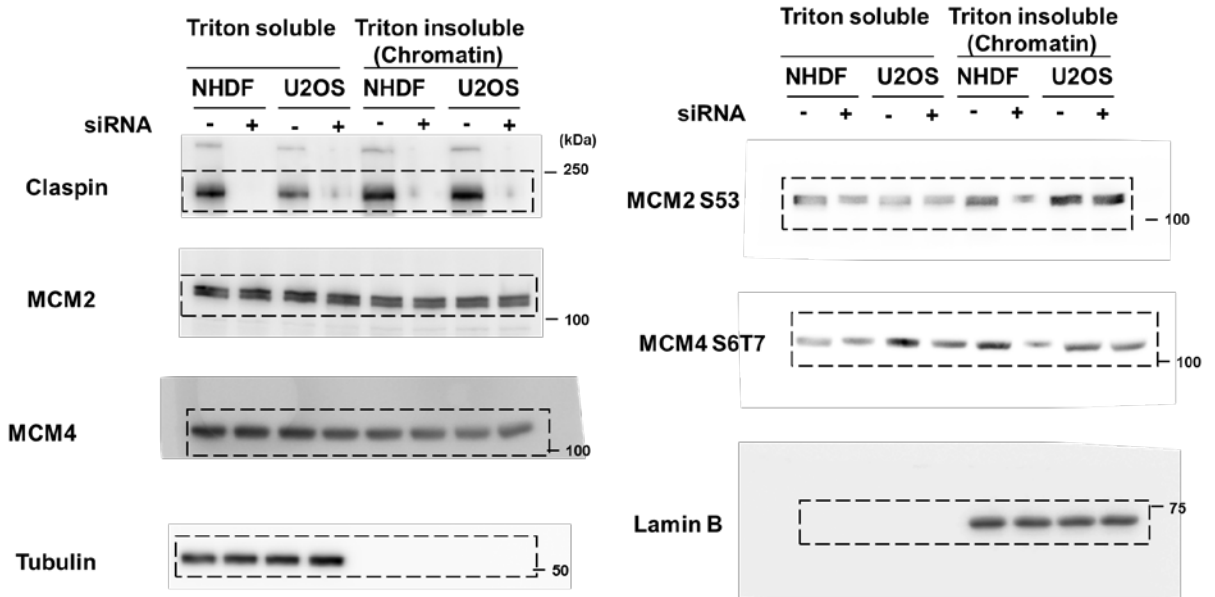 Triton soluble Triton insoluble
(Chromatin)
NHDF U2OS NHDF U2OS
siRNA - + - + - + - +
(kDa)
250
Claspin
MCM2
100
MCM4
100
Tubulin
50
Triton soluble Triton insoluble
(Chromatin)
NHDF U2OS NHDF U2OS
siRNA - + - + - + - +
MCM2 S53
100
MCM4 S6T7
100
75
Lamin B